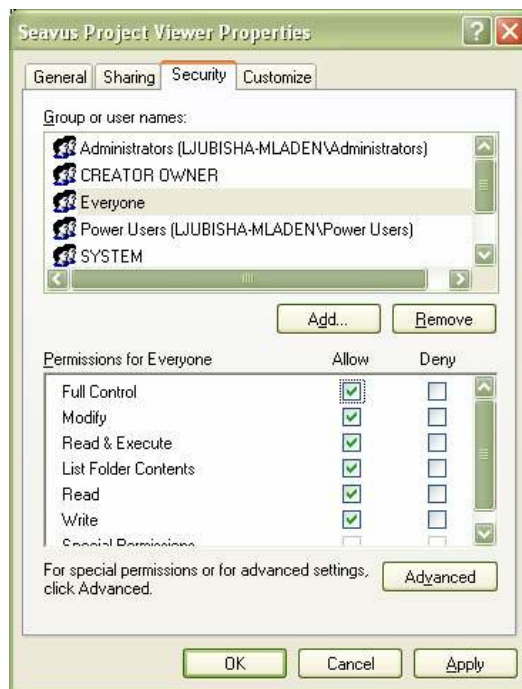 Seavus Project Viewer Properties
General Sharing Security Customize
Group or user names:
Administrators (LJUBISHA-MLADEN\Administrators)
CREATOR OWNER
Everyone
Power Users (LJUBISHA-MLADEN\Power Users)
SYSTEM
Add... Remove
Permissions for Everyone Allow Deny
Full Control
Modify
Read & Execute
List Folder Contents
Read
Write
Special Permissions
For special permissions or for advanced settings, click Advanced.
Advanced
OK Cancel Apply